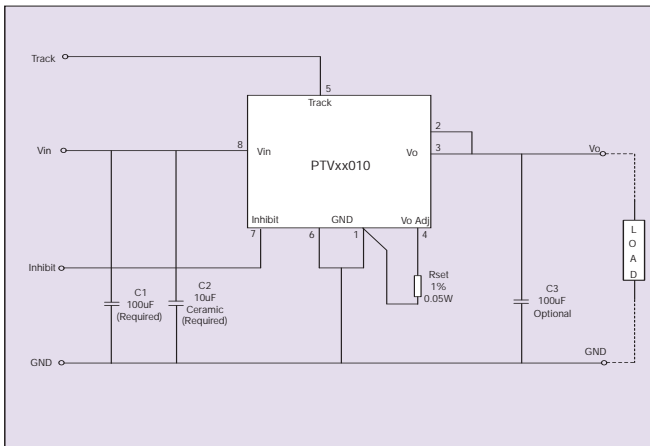 Track
5
Track
2
Vin
8
Vin
Vo
3
Vo
PTVxx010
Inhibit
GND
Vo Adj
7
6
1
4
L
O
A
D
Inhibit
Rset
1%
0.05W
C1
100uF
(Required)
C2
10uF
Ceramic
(Required)
C3
100uF
Optional
GND
GND